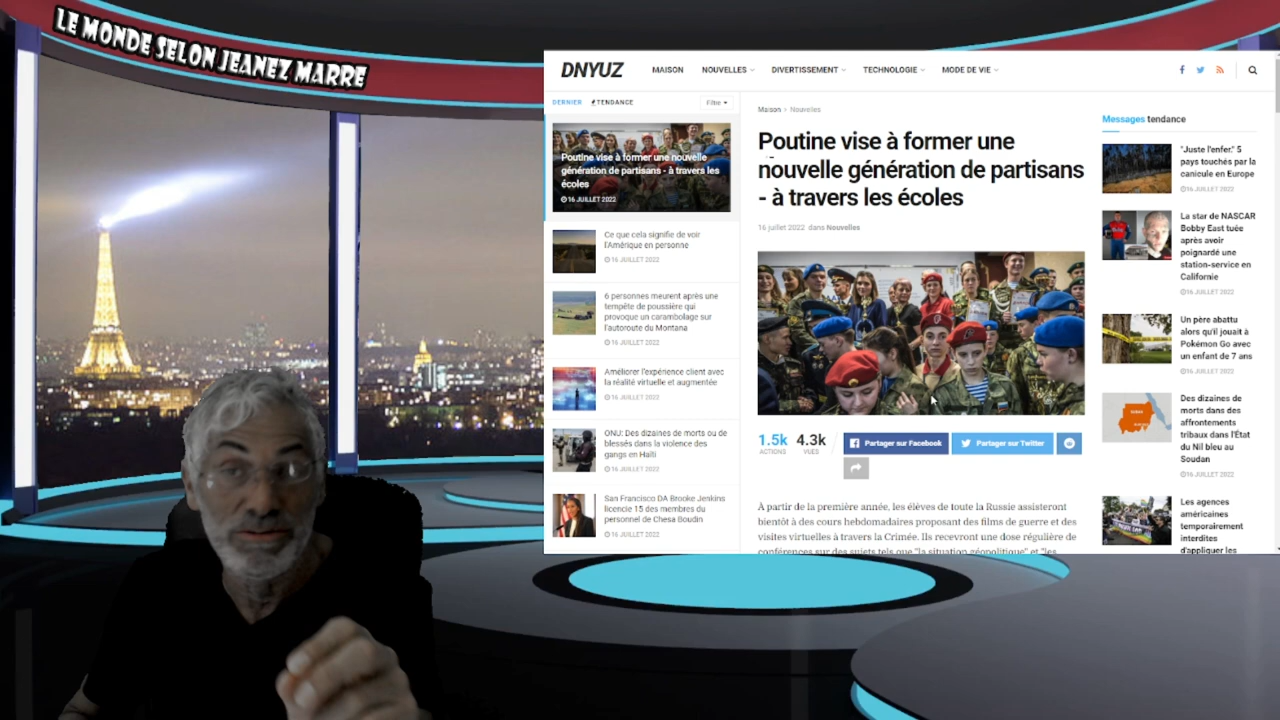 LE MONDE SELON JEANEZ MARRE
DNYUZ
MAISON NOUVELLES DIVERTISSEMENT TECHNOLOGIE MODE DE VIE
DERNIER TENDANCE Filtre
Poutine vise à former une nouvelle
génération de partisans - à travers les
écoles
16 JUILLET 2022
Ce que cela signifie de voir
l'Amérique en personne
16 JUILLET 2022
6 personnes meurent après une
tempête de poussière qui
provoque un carambolage sur
l'autoroute du Montana
16 JUILLET 2022
Améliorer l'expérience client avec
la réalité virtuelle et augmentée
16 JUILLET 2022
ONU: Des dizaines de morts ou de
blessés dans la violence des
gangs en Haïti
16 JUILLET 2022
San Francisco DA Brooke Jenkins
licencie 15 des membres du
personnel de Chesa Boudin
16 JUILLET 2022
Maison > Nouvelles
Poutine vise à former une
nouvelle génération de partisans
- à travers les écoles
16 juillet 2022 dans Nouvelles
1.5k
ACTIONS
4.3k
VUES
Partager sur Facebook
Partager sur Twitter
À partir de la première année, les élèves de toute la Russie assisteront
bientôt à des cours hebdomadaires proposant des films de guerre et des
visites virtuelles à travers la Crimée. Ils recevront une dose régulière de
conférences sur des sujets tels que "la situation géopolitique" et "les
Messages tendance
"Juste l'enfer." 5
pays touchés par la
canicule en Europe
16 JUILLET 2022
La star de NASCAR
Bobby East tuée
après avoir
poignardé une
station-service en
Californie
16 JUILLET 2022
Un père abattu
alors qu'il jouait à
Pokémon Go avec
un enfant de 7 ans
16 JUILLET 2022
Des dizaines de
morts dans des
affrontements
tribaux dans l'État
du Nil bleu au
Soudan
16 JUILLET 2022
Les agences
américaines
temporairement
interdites
d'appliquer les